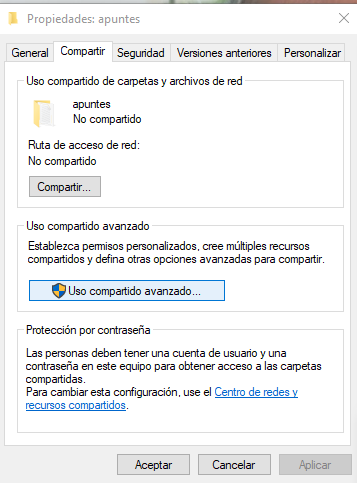 Propiedades: apuntes
General
Compartir
Seguridad
Versiones anteriores
Personalizar
Uso compartido de carpetas y archivos de red
apuntes
No compartido
Ruta de acceso de red:
No compartido
Compartir...
Uso compartido avanzado
Establezca permisos personalizados, cree múltiples recursos
compartidos y defina otras opciones avanzadas para compartir.
Uso compartido avanzado...
Protección por contraseña
Las personas deben tener una cuenta de usuario y una
contraseña en este equipo para obtener acceso a las carpetas
compartidas.
Para cambiar esta configuración, use el Centro de redes y
recursos compartidos.
Aceptar
Cancelar
Aplicar